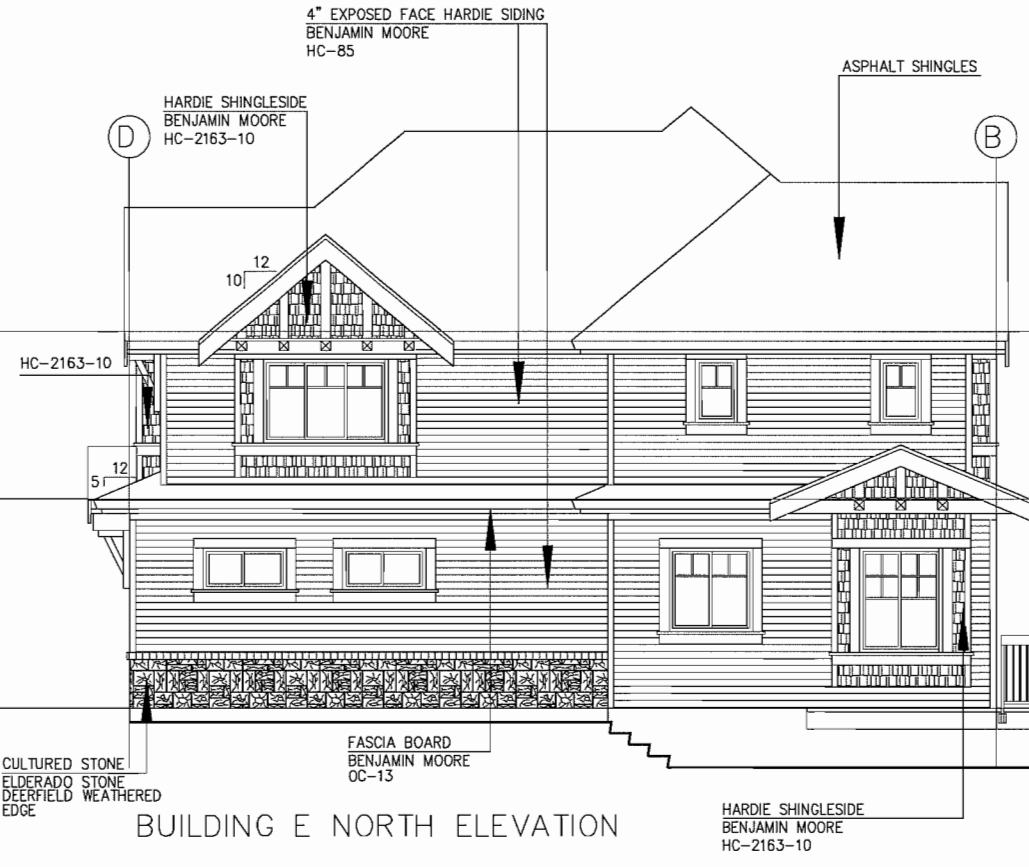 4" EXPOSED FACE HARDIE SIDING
BENJAMIN MOORE
HC-85
ASPHALT SHINGLES
HARDIE SHINGLESIDE
BENJAMIN MOORE
HC-2163-10
D
B
12
10
HC-2163-10
12
5
CULTURED STONE
ELDERADO STONE
DEERFIELD WEATHERED
EDGE
FASCIA BOARD
BENJAMIN MOORE
OC-13
HARDIE SHINGLESIDE
BENJAMIN MOORE
HC-2163-10
BUILDING E NORTH ELEVATION